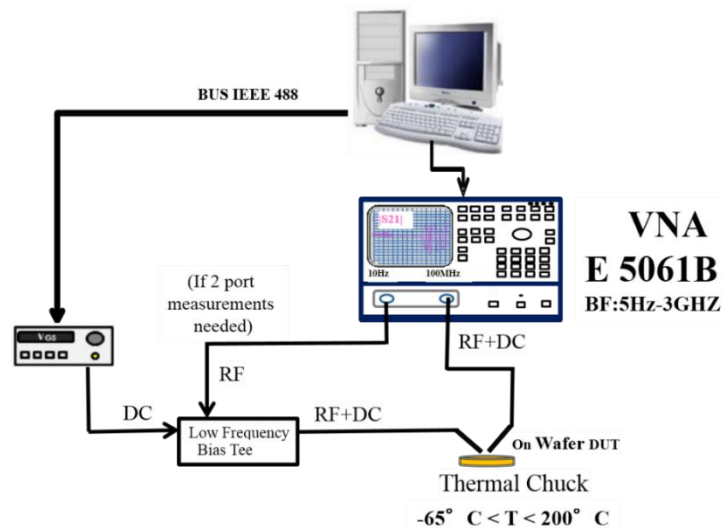 BUS IEEE 488
VNA
E 5061B
BF:5Hz-3GHZ
|S21|
10Hz 100MHz
(If 2 port
measurements
needed)
RF+DC
VGS
RF
DC
RF+DC
Low Frequency
Bias Tee
On Wafer DUT
Thermal Chuck
-65° C < T < 200° C